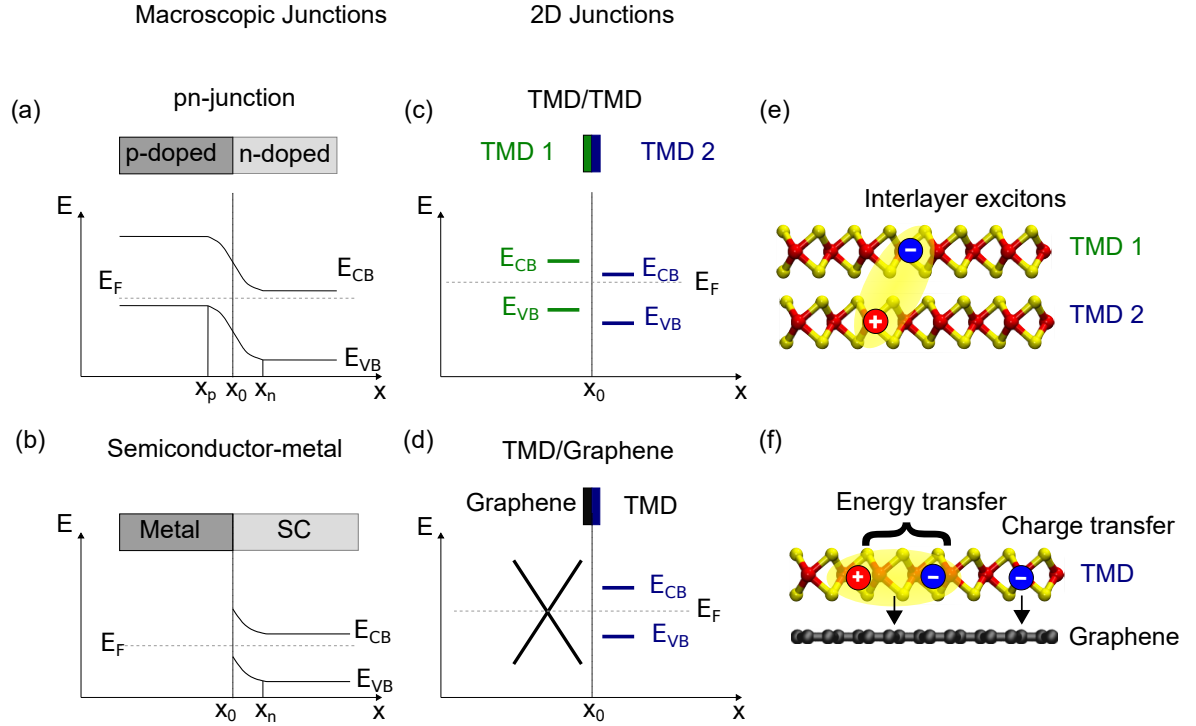 Macroscopic Junctions
2D Junctions
(a)
pn-junction
p-doped
n-doped
E
E_CB
E_F
E_VB
x_p
x_0
x_n
x
(c)
TMD/TMD
TMD 1
TMD 2
E
E_CB
E_CB
E_F
E_VB
E_VB
x_0
x
(e)
Interlayer excitons
−
TMD 1
+
TMD 2
(b)
Semiconductor-metal
Metal
SC
E
E_CB
E_F
E_VB
x_0
x_n
x
(d)
TMD/Graphene
Graphene
TMD
E
E_CB
E_F
E_VB
x_0
x
(f)
Energy transfer
Charge transfer
+
−
−
TMD
Graphene